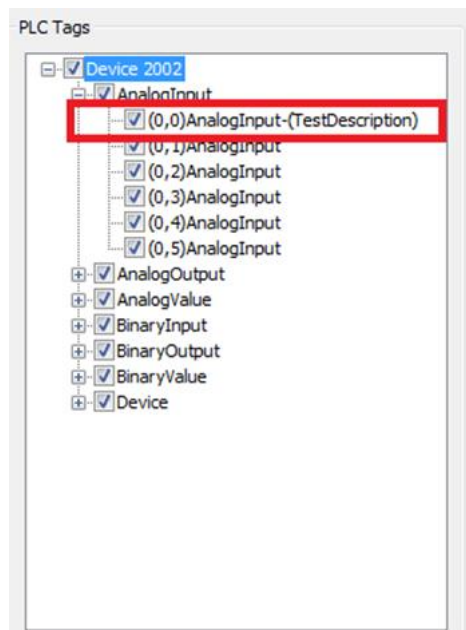 PLC Tags
Device 2002
AnalogInput
(0,0)AnalogInput-(TestDescription)
(0,1)AnalogInput
(0,2)AnalogInput
(0,3)AnalogInput
(0,4)AnalogInput
(0,5)AnalogInput
AnalogOutput
AnalogValue
BinaryInput
BinaryOutput
BinaryValue
Device